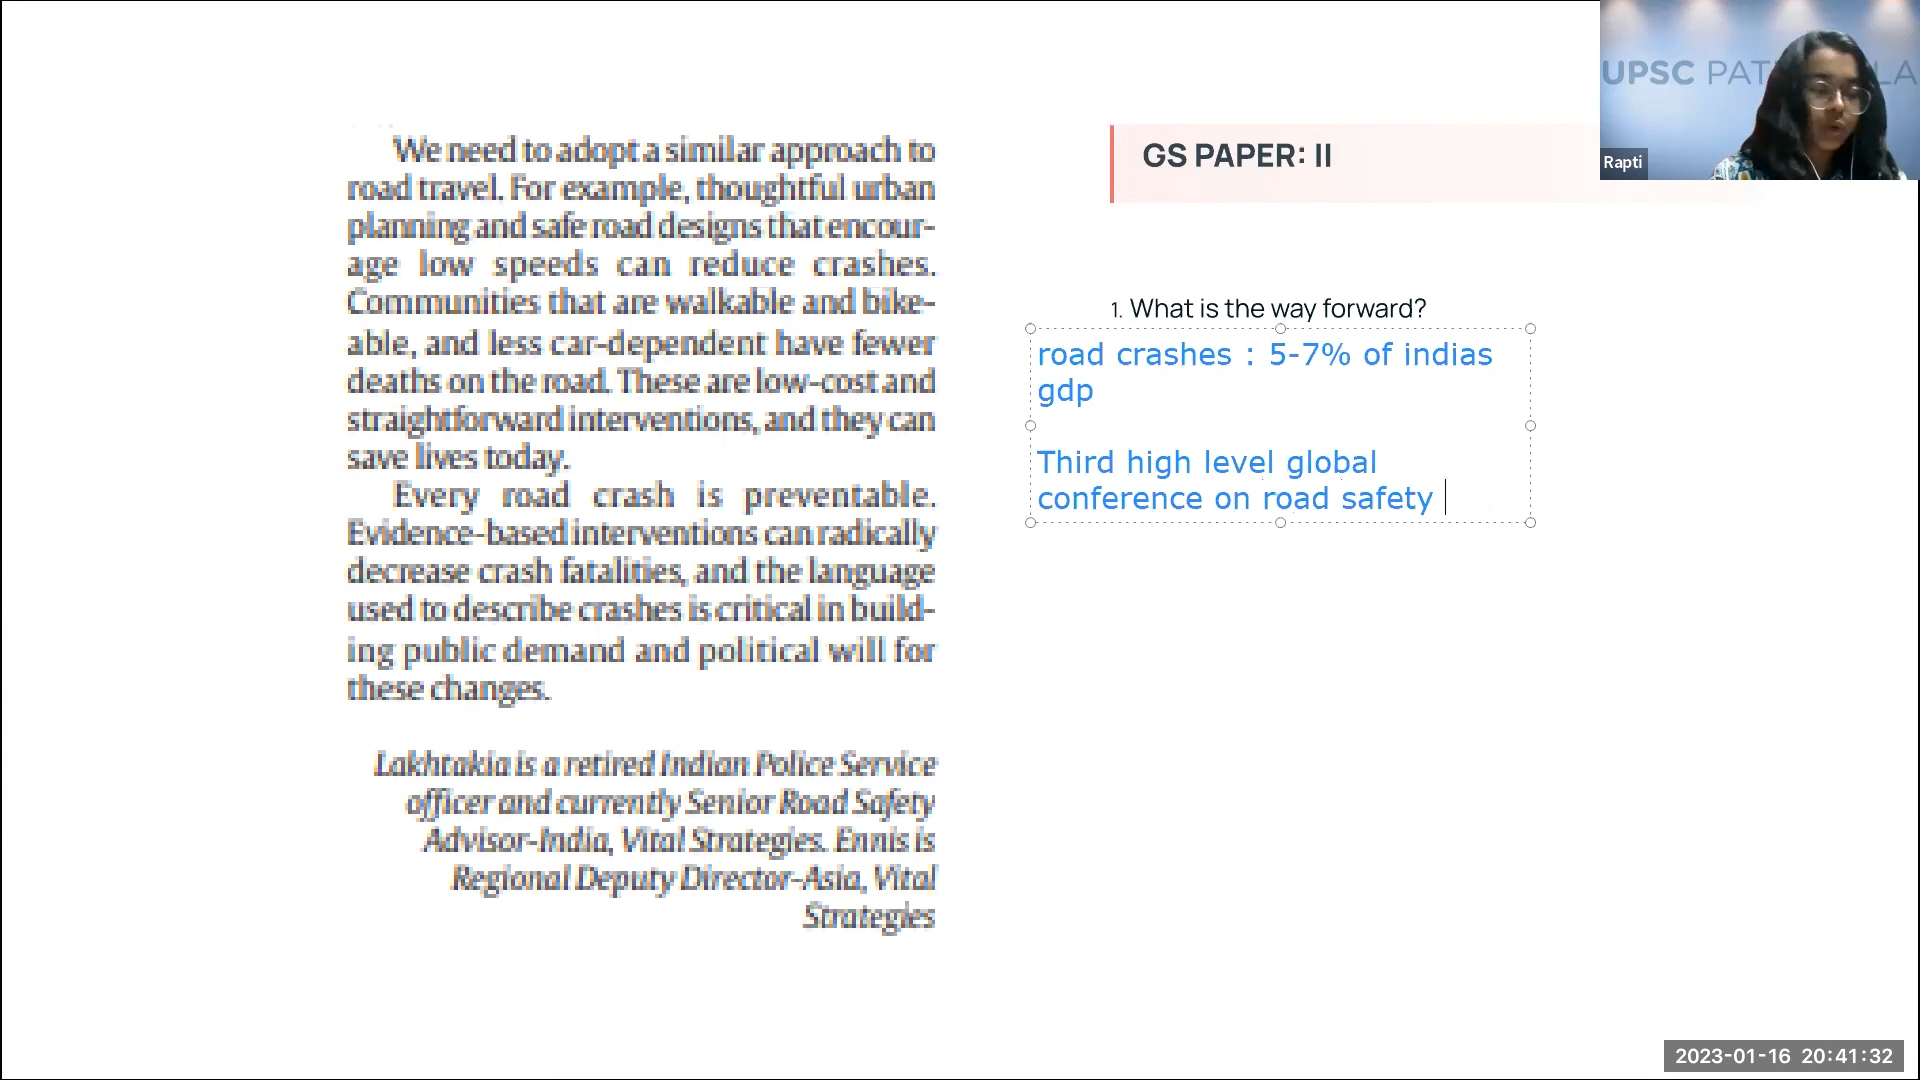 We need to adopt a similar approach to
road travel. For example, thoughtful urban
planning and safe road designs that encour-
age low speeds can reduce crashes.
Communities that are walkable and bike-
able, and less car-dependent have fewer
deaths on the road. These are low-cost and
straightforward interventions, and they can
save lives today.
Every road crash is preventable.
Evidence-based interventions can radically
decrease crash fatalities, and the language
used to describe crashes is critical in build-
ing public demand and political will for
these changes.
Lakhtakia is a retired Indian Police Service
officer and currently Senior Road Safety
Advisor-India, Vital Strategies. Ennis is
Regional Deputy Director-Asia, Vital
Strategies
GS PAPER: II
1. What is the way forward?
road crashes : 5-7% of indias
gdp
Third high level global
conference on road safety
UPSC PAT LA
Rapti
2023-01-16 20:41:32